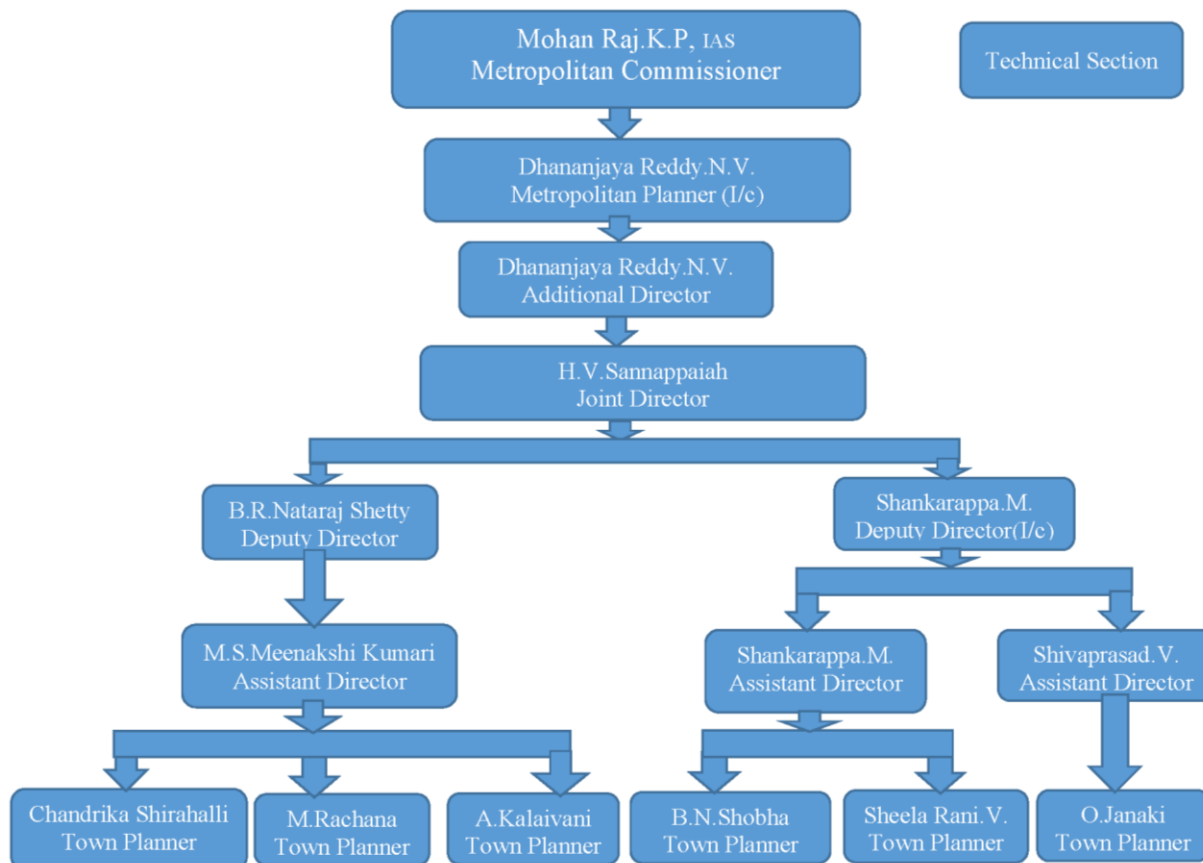 Mohan Raj.K.P, IAS
Metropolitan Commissioner
Technical Section
Dhananjaya Reddy.N.V.
Metropolitan Planner (I/c)
Dhananjaya Reddy.N.V.
Additional Director
H.V.Sannappaiah
Joint Director
B.R.Nataraj Shetty
Deputy Director
Shankarappa.M.
Deputy Director(I/c)
M.S.Meenakshi Kumari
Assistant Director
Shankarappa.M.
Assistant Director
Shivaprasad.V.
Assistant Director
Chandrika Shirahalli
Town Planner
M.Rachana
Town Planner
A.Kalaivani
Town Planner
B.N.Shobha
Town Planner
Sheela Rani.V.
Town Planner
O.Janaki
Town Planner